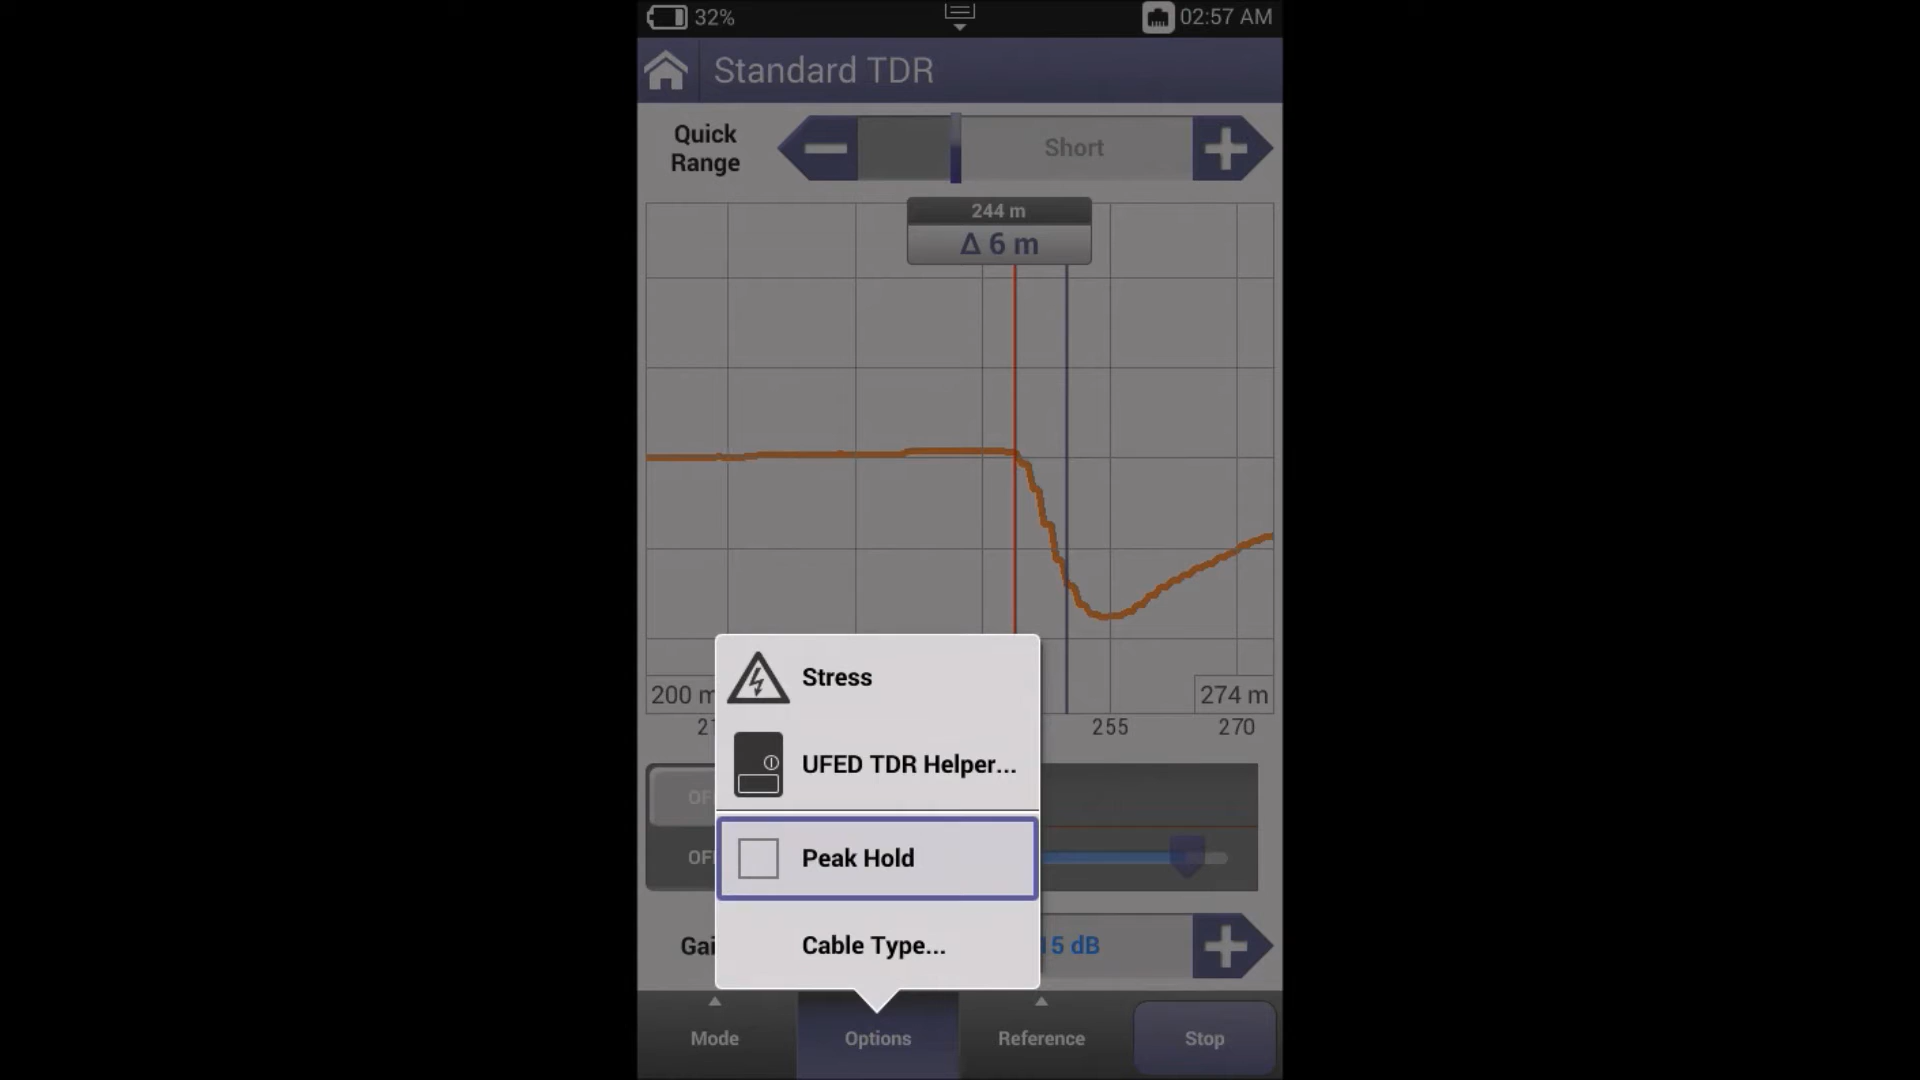 32%
02:57 AM
Standard TDR
Quick
Range
Short
244 m
Δ 6 m
200 m
274 m
255
270
Stress
UFED TDR Helper...
Peak Hold
15 dB
Cable Type...
Mode
Options
Reference
Stop